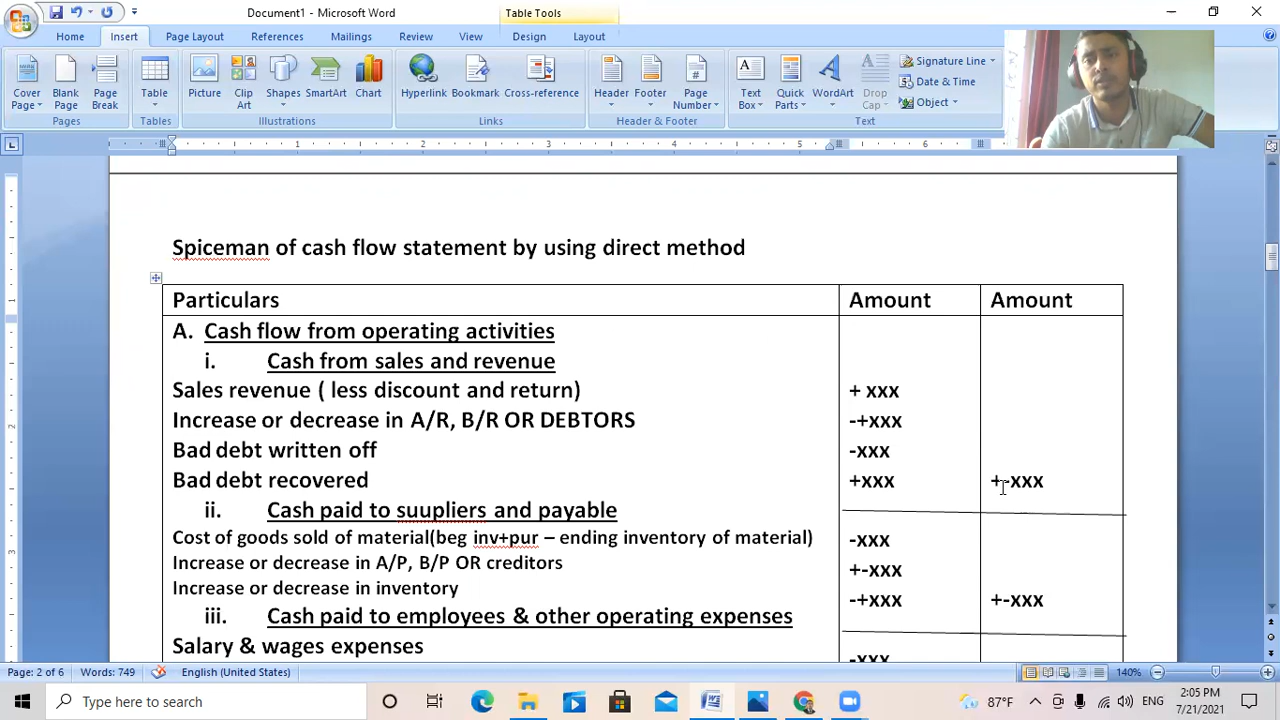 Document1 - Microsoft Word
Table Tools
Home Insert Page Layout References Mailings Review View Design Layout
Cover Page
Blank Page
Page Break
Table
Picture
Clip Art
Shapes
SmartArt
Chart
Hyperlink
Bookmark
Cross-reference
Header
Footer
Page Number
Text Box
Quick Parts
WordArt
Drop Cap
Signature Line
Date & Time
Object
Pages Tables Illustrations Links Header & Footer Text
1 2 3 4 5 6
Spiceman of cash flow statement by using direct method
Particulars Amount Amount
A. Cash flow from operating activities
i. Cash from sales and revenue
Sales revenue ( less discount and return) + xxx
Increase or decrease in A/R, B/R OR DEBTORS -+xxx
Bad debt written off -xxx
Bad debt recovered +xxx +-xxx
ii. Cash paid to suupliers and payable
Cost of goods sold of material(beg inv+pur – ending inventory of material) -xxx
Increase or decrease in A/P, B/P OR creditors +-xxx
Increase or decrease in inventory -+xxx +-xxx
iii. Cash paid to employees & other operating expenses
Salary & wages expenses -xxx
Page: 2 of 6 Words: 749 English (United States) 140%
Type here to search 87°F 2:05 PM
7/21/2021